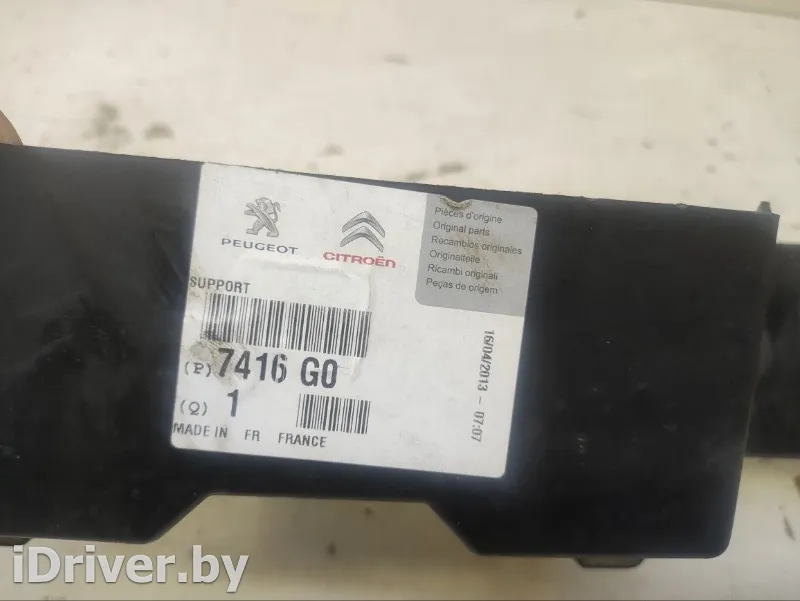 PEUGEOT
CITROËN
Pièces d'origine
Original parts
Recambios originales
Originalteile
Ricambi originali
Peças de origem
SUPPORT
(P) 7416 G0
(Q) 1
MADE IN FR FRANCE
16/04/2013 - 07:07
iDriver.by